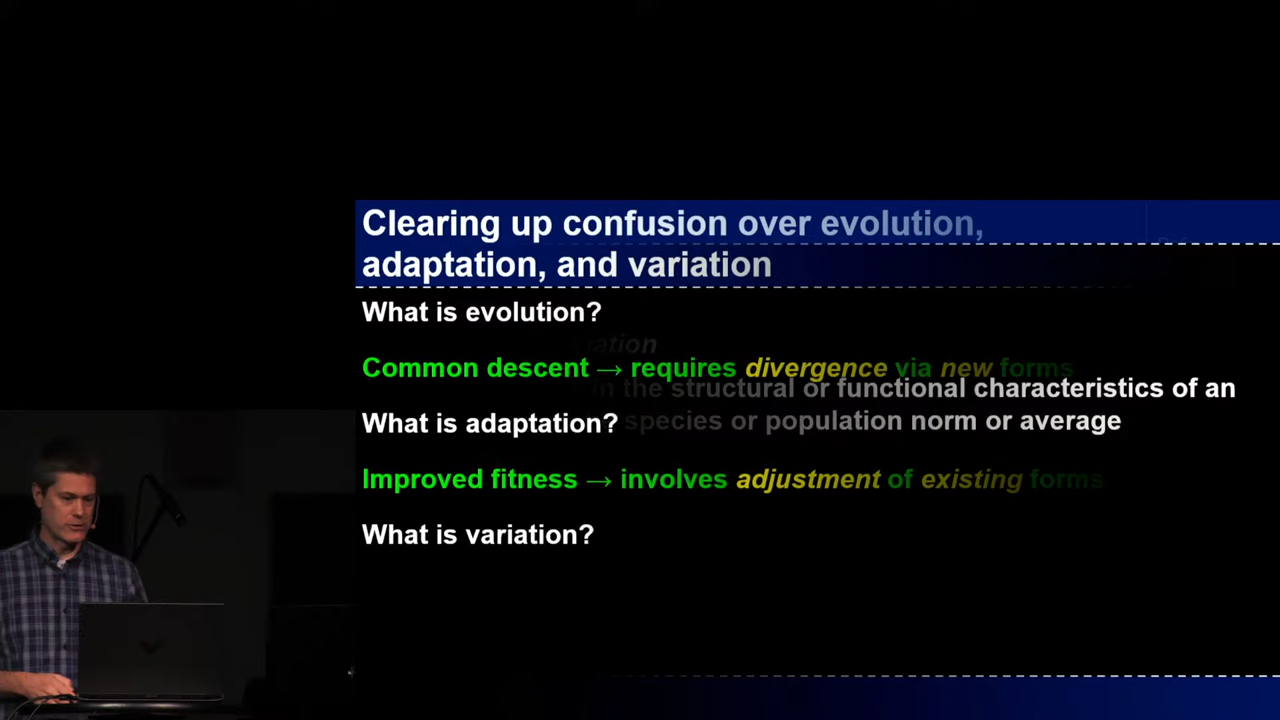 Clearing up confusion over evolution,
adaptation, and variation
What is evolution?
Common descent → requires divergence via new forms
in the structural or functional characteristics of an
What is adaptation?
species or population norm or average
Improved fitness → involves adjustment of existing forms
What is variation?